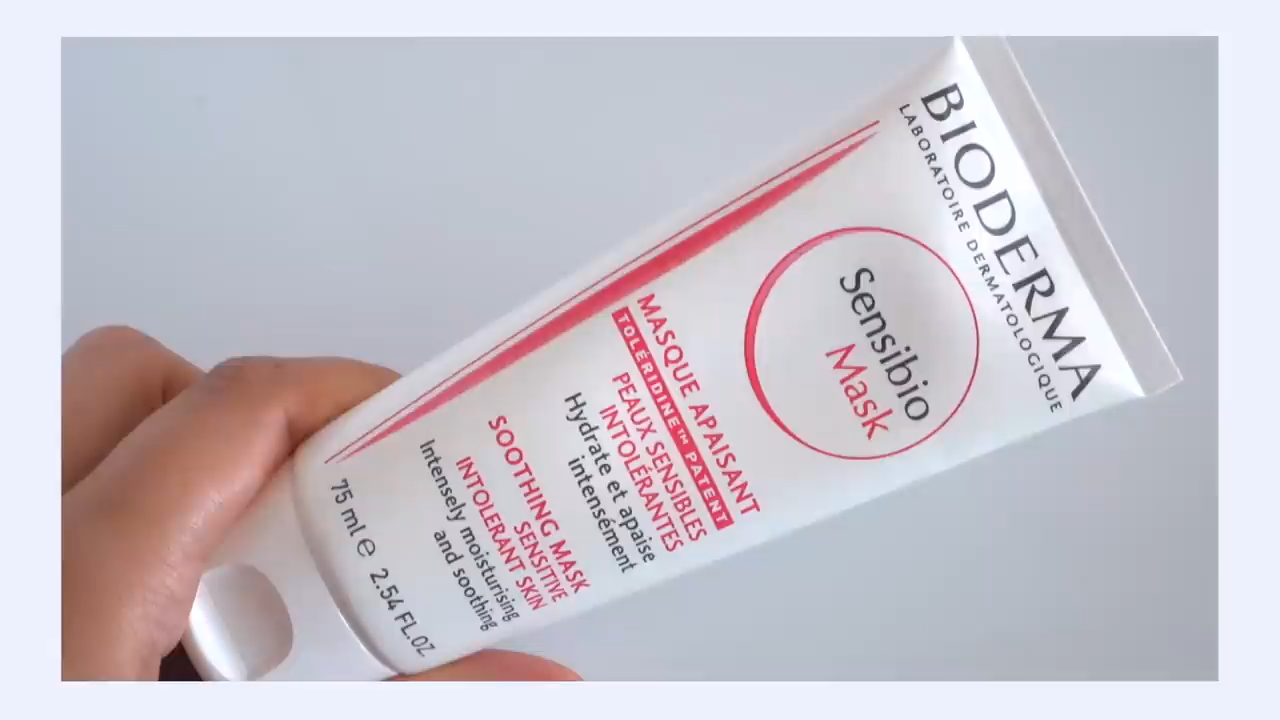 BIODERMA
LABORATOIRE DERMATOLOGIQUE
Sensibio
Mask
MASQUE APAISANT
TOLÉRIDINE™ PATENT
PEAUX SENSIBLES
INTOLÉRANTES
Hydrate et apaise
intensément
SOOTHING MASK
SENSITIVE
INTOLERANT SKIN
Intensely moisturising
and soothing
75 ml ℮ 2.54 FL.OZ